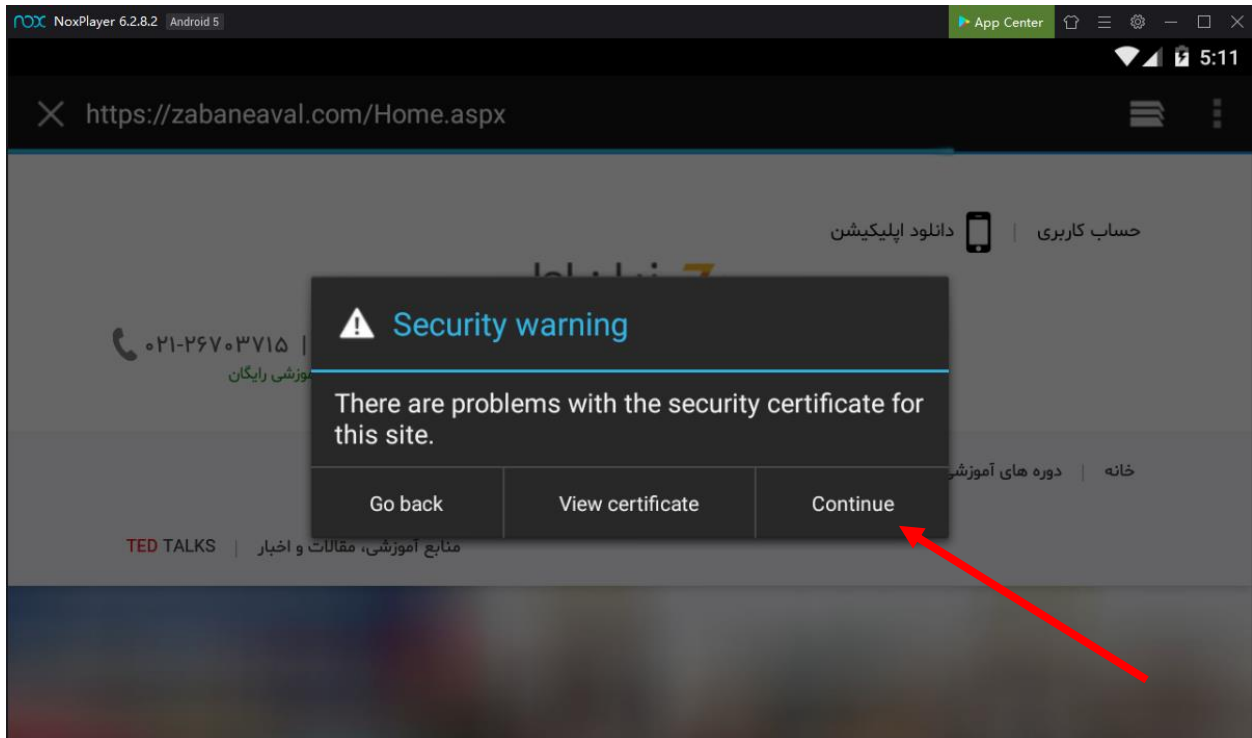 nox NoxPlayer 6.2.8.2 Android 5
App Center
5:11
https://zabaneaval.com/Home.aspx
حساب کاربری | دانلود اپلیکیشن
۰۲۱-۲۶۷۰۳۷۱۵ |
رایگان
Security warning
There are problems with the security certificate for
this site.
Go back View certificate Continue
خانه | دوره های آموزشی
منابع آموزشی، مقالات و اخبار | TED TALKS